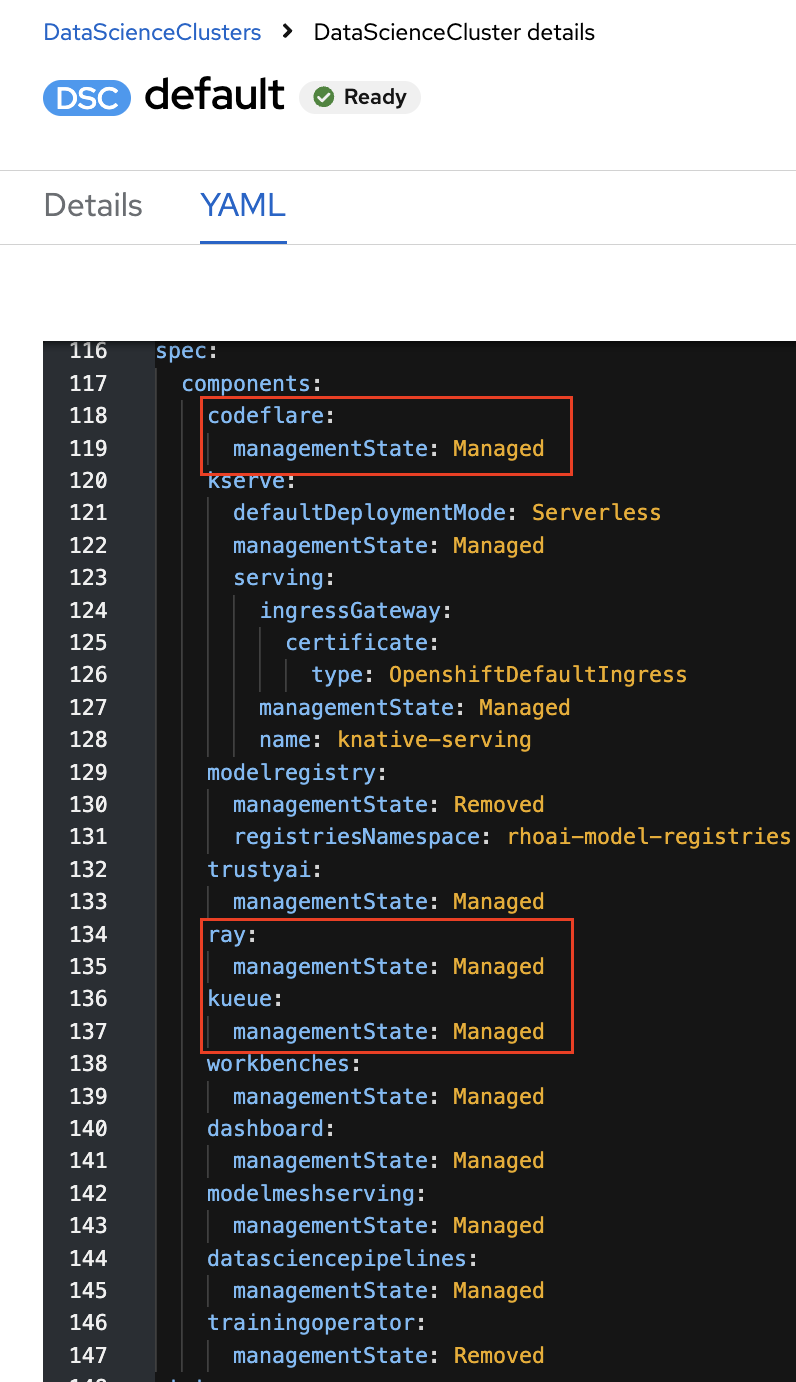 DataScienceClusters > DataScienceCluster details
DSC default Ready
Details YAML
116 spec:
117 components:
118 codeflare:
119 managementState: Managed
120 kserve:
121 defaultDeploymentMode: Serverless
122 managementState: Managed
123 serving:
124 ingressGateway:
125 certificate:
126 type: OpenshiftDefaultIngress
127 managementState: Managed
128 name: knative-serving
129 modelregistry:
130 managementState: Removed
131 registriesNamespace: rhoai-model-registries
132 trustyai:
133 managementState: Managed
134 ray:
135 managementState: Managed
136 kueue:
137 managementState: Managed
138 workbenches:
139 managementState: Managed
140 dashboard:
141 managementState: Managed
142 modelmeshserving:
143 managementState: Managed
144 datasciencepipelines:
145 managementState: Managed
146 trainingoperator:
147 managementState: Removed